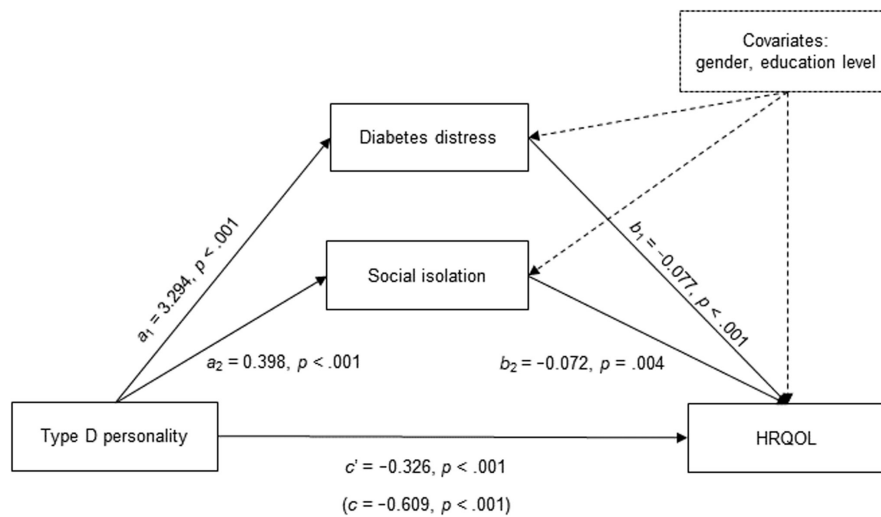 Covariates:
gender, education level
Diabetes distress
Social isolation
a₁ = 3.294, p < .001
a₂ = 0.398, p < .001
b₁ = −0.077, p < .001
b₂ = −0.072, p = .004
Type D personality
HRQOL
c' = −0.326, p < .001
(c = −0.609, p < .001)